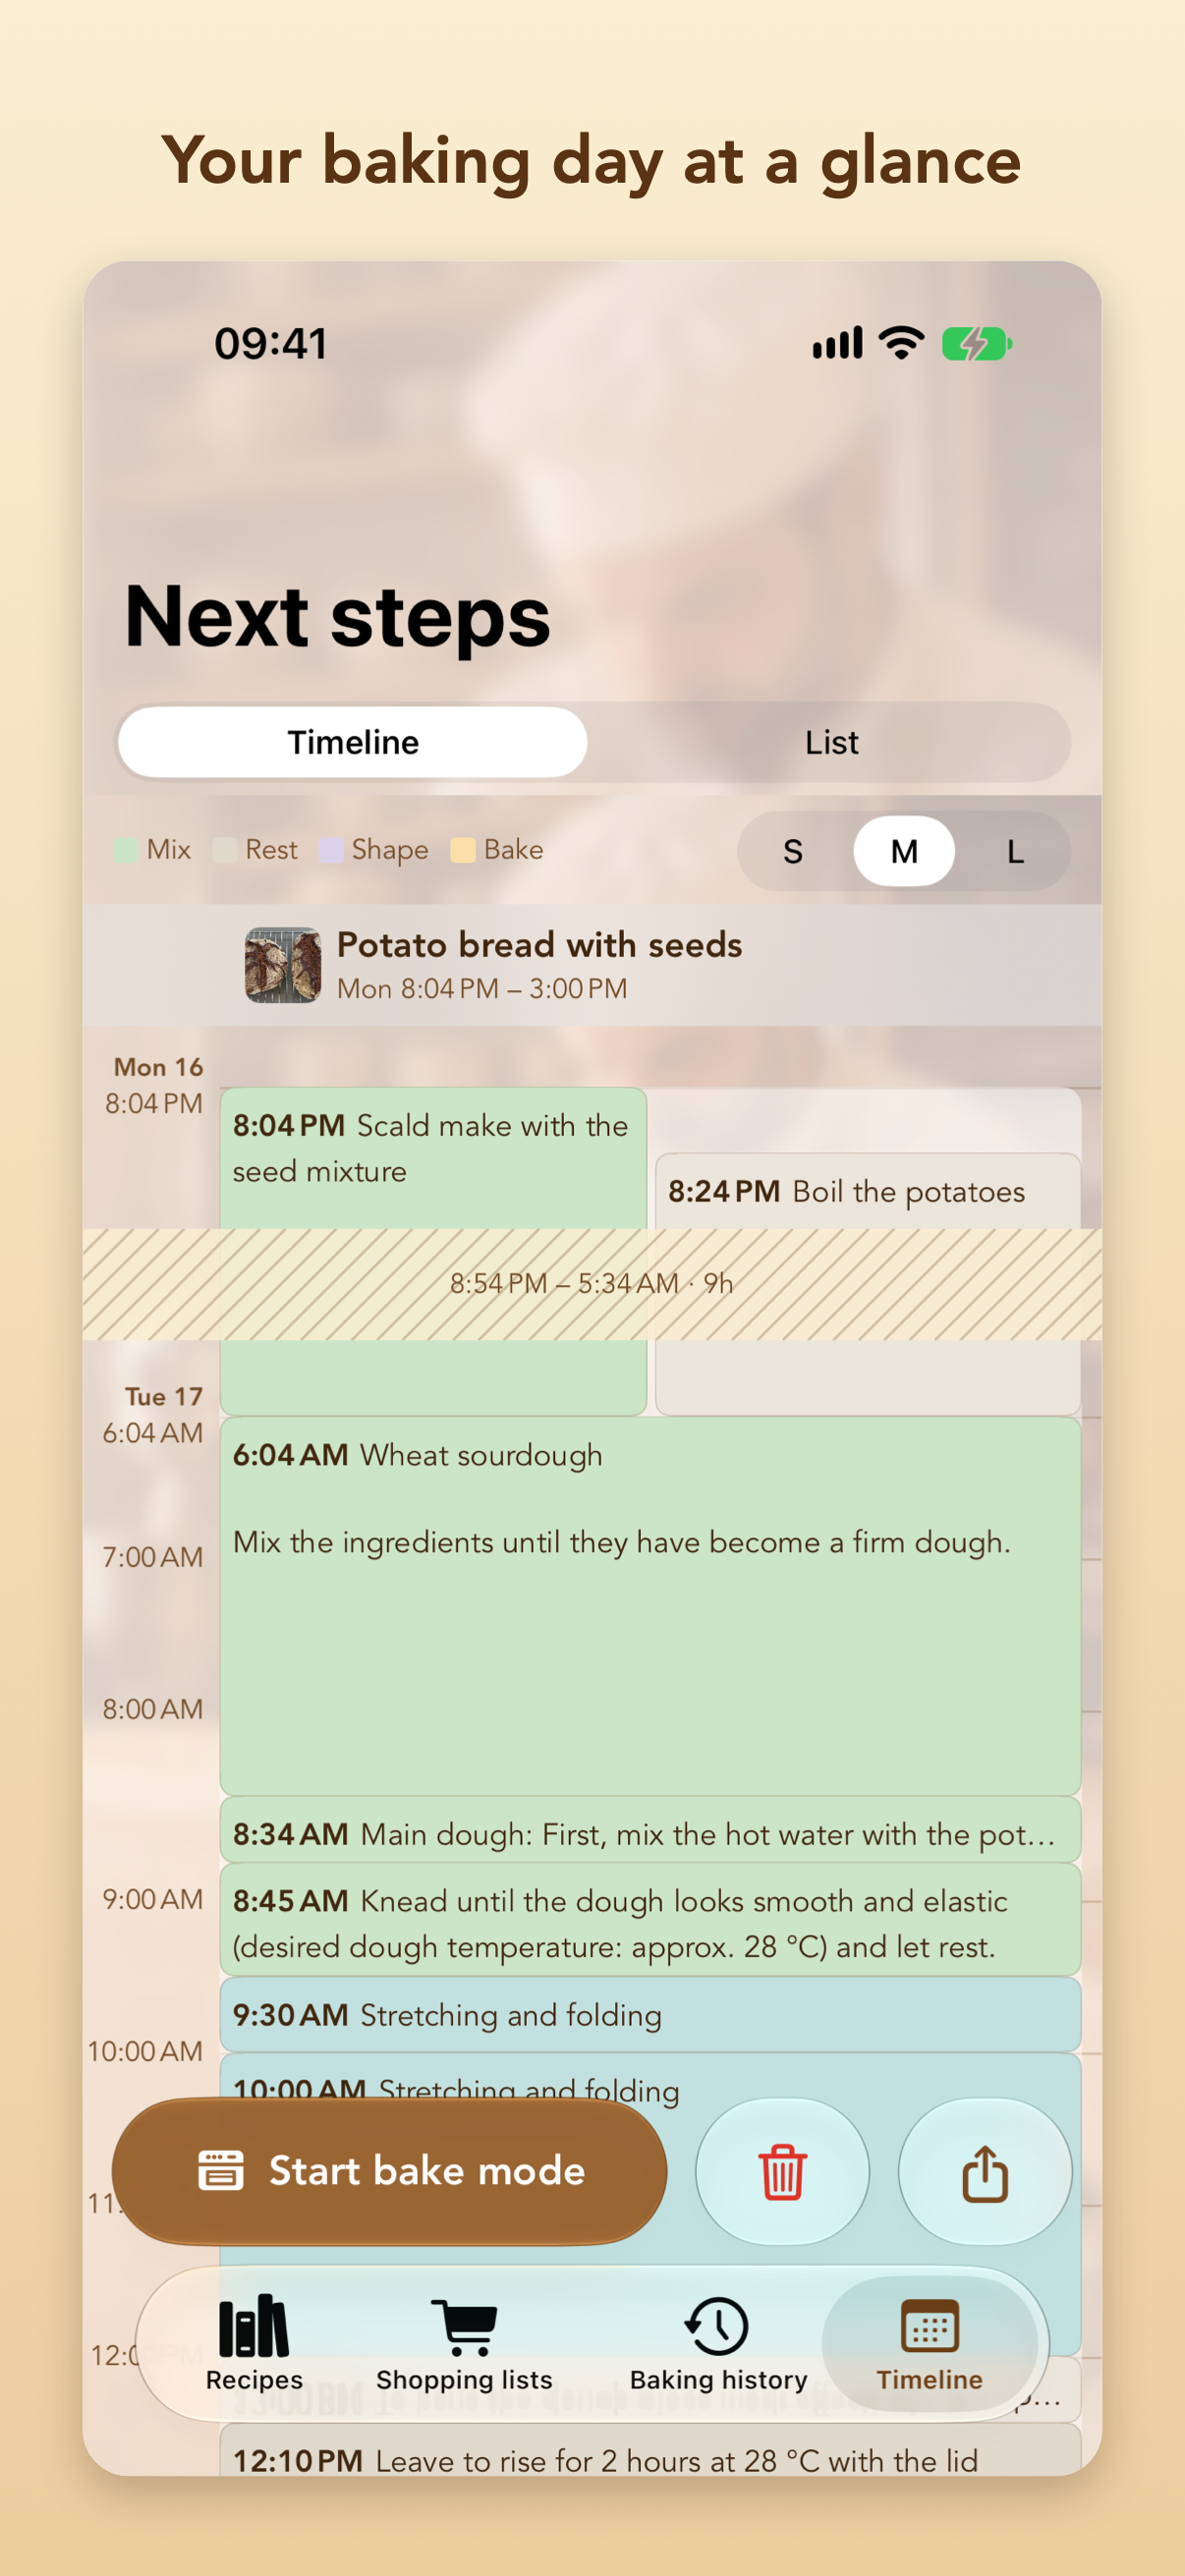 Your baking day at a glance
09:41
Next steps
Timeline
List
Mix
Rest
Shape
Bake
S
M
L
Potato bread with seeds
Mon 8:04 PM – 3:00 PM
Mon 16
8:04 PM
8:04 PM Scald make with the
seed mixture
8:24 PM Boil the potatoes
8:54 PM – 5:34 AM · 9h
Tue 17
6:04 AM
6:04 AM Wheat sourdough
Mix the ingredients until they have become a firm dough.
7:00 AM
8:00 AM
8:34 AM Main dough: First, mix the hot water with the pot…
9:00 AM
8:45 AM Knead until the dough looks smooth and elastic
(desired dough temperature: approx. 28 °C) and let rest.
9:30 AM Stretching and folding
10:00 AM
10:00 AM Stretching and folding
Start bake mode
Recipes
Shopping lists
Baking history
Timeline
12:10 PM Leave to rise for 2 hours at 28 °C with the lid